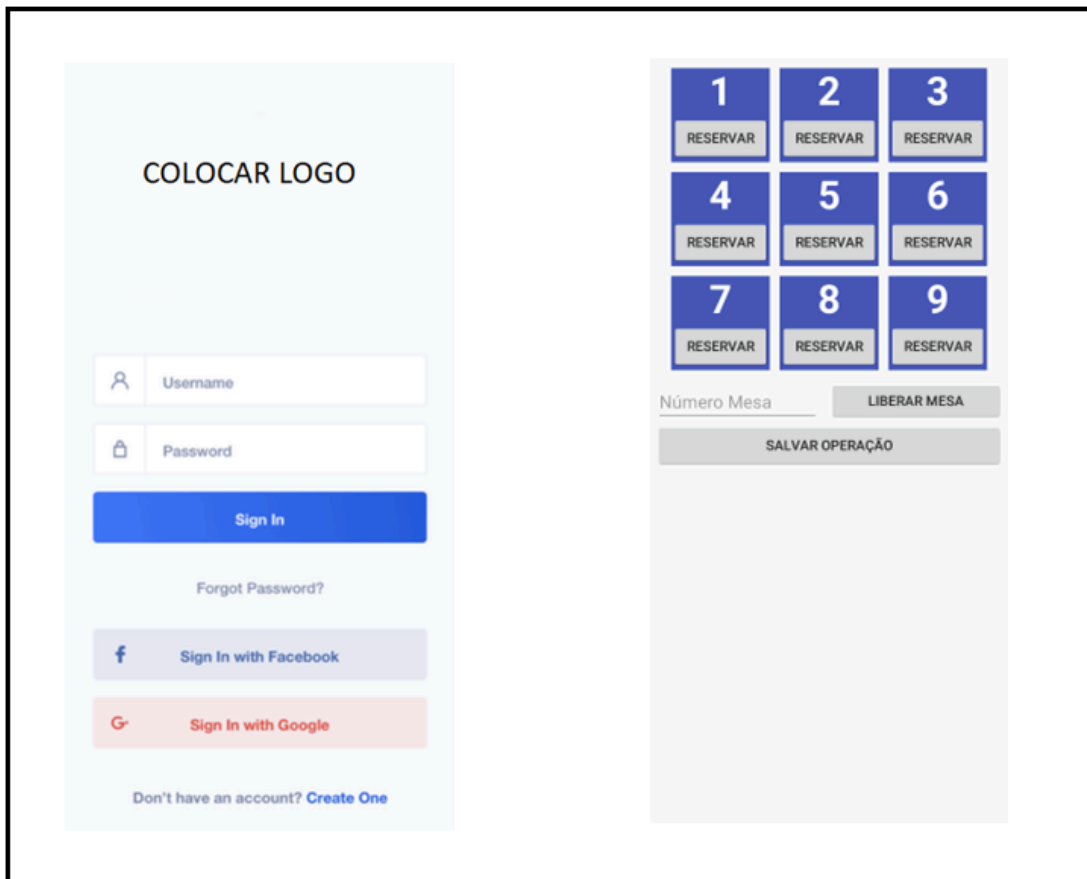 COLOCAR LOGO
Username
Password
Sign In
Forgot Password?
Sign In with Facebook
Sign In with Google
Don't have an account? Create One
1 2 3
RESERVAR RESERVAR RESERVAR
4 5 6
RESERVAR RESERVAR RESERVAR
7 8 9
RESERVAR RESERVAR RESERVAR
Número Mesa LIBERAR MESA
SALVAR OPERAÇÃO